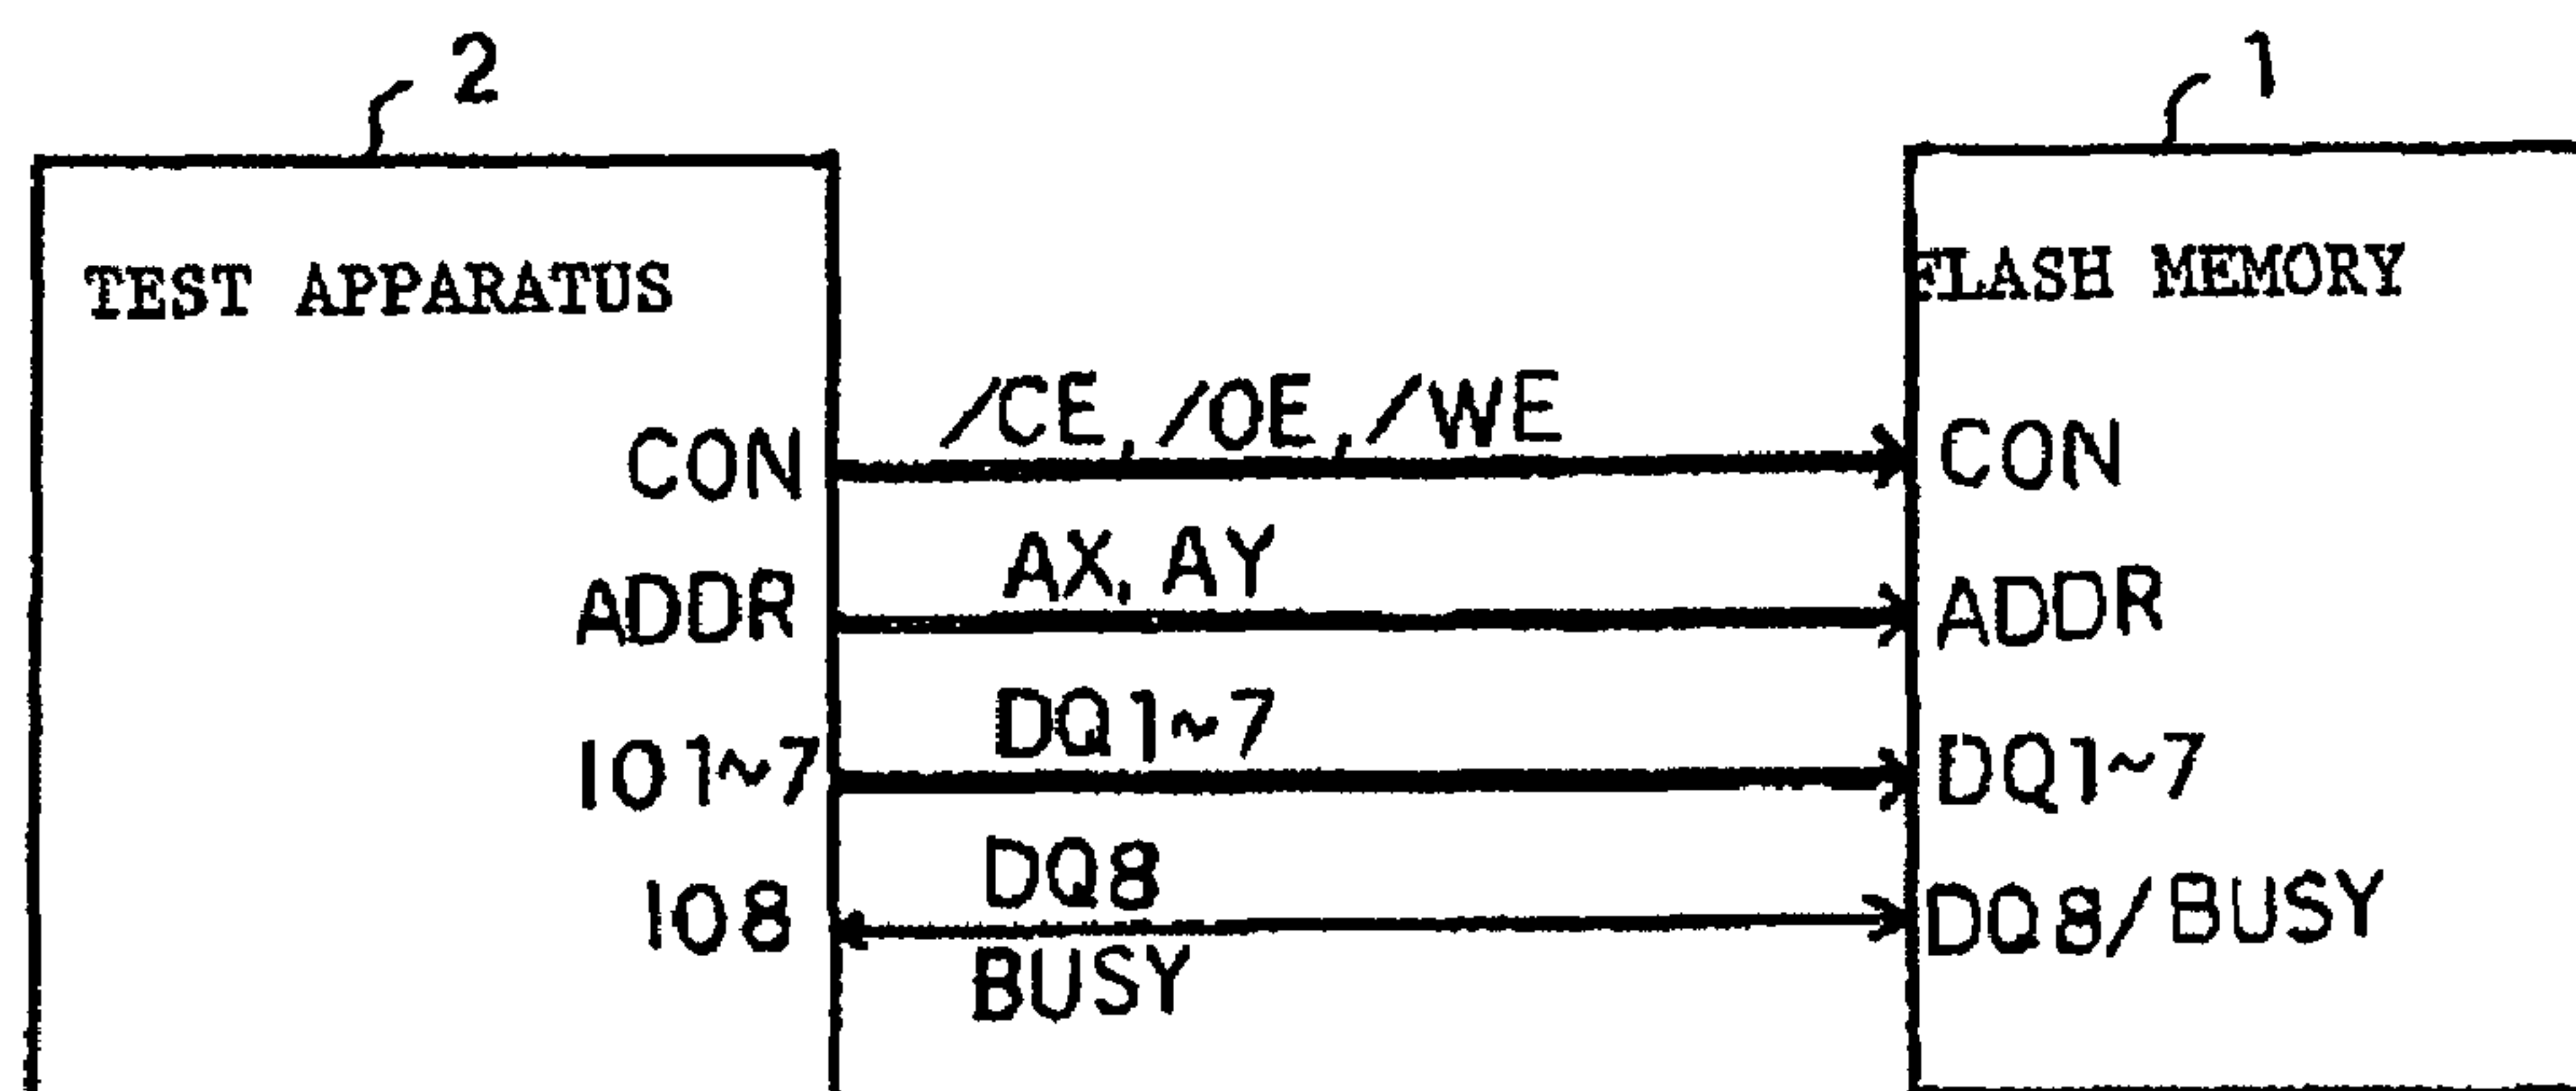 2 1
TEST APPARATUS FLASH MEMORY
/CE, /OE, /WE
CON CON
AX, AY
ADDR ADDR
DQ1~7
IO1~7 DQ1~7
DQ8
IO8 DQ8/BUSY
BUSY